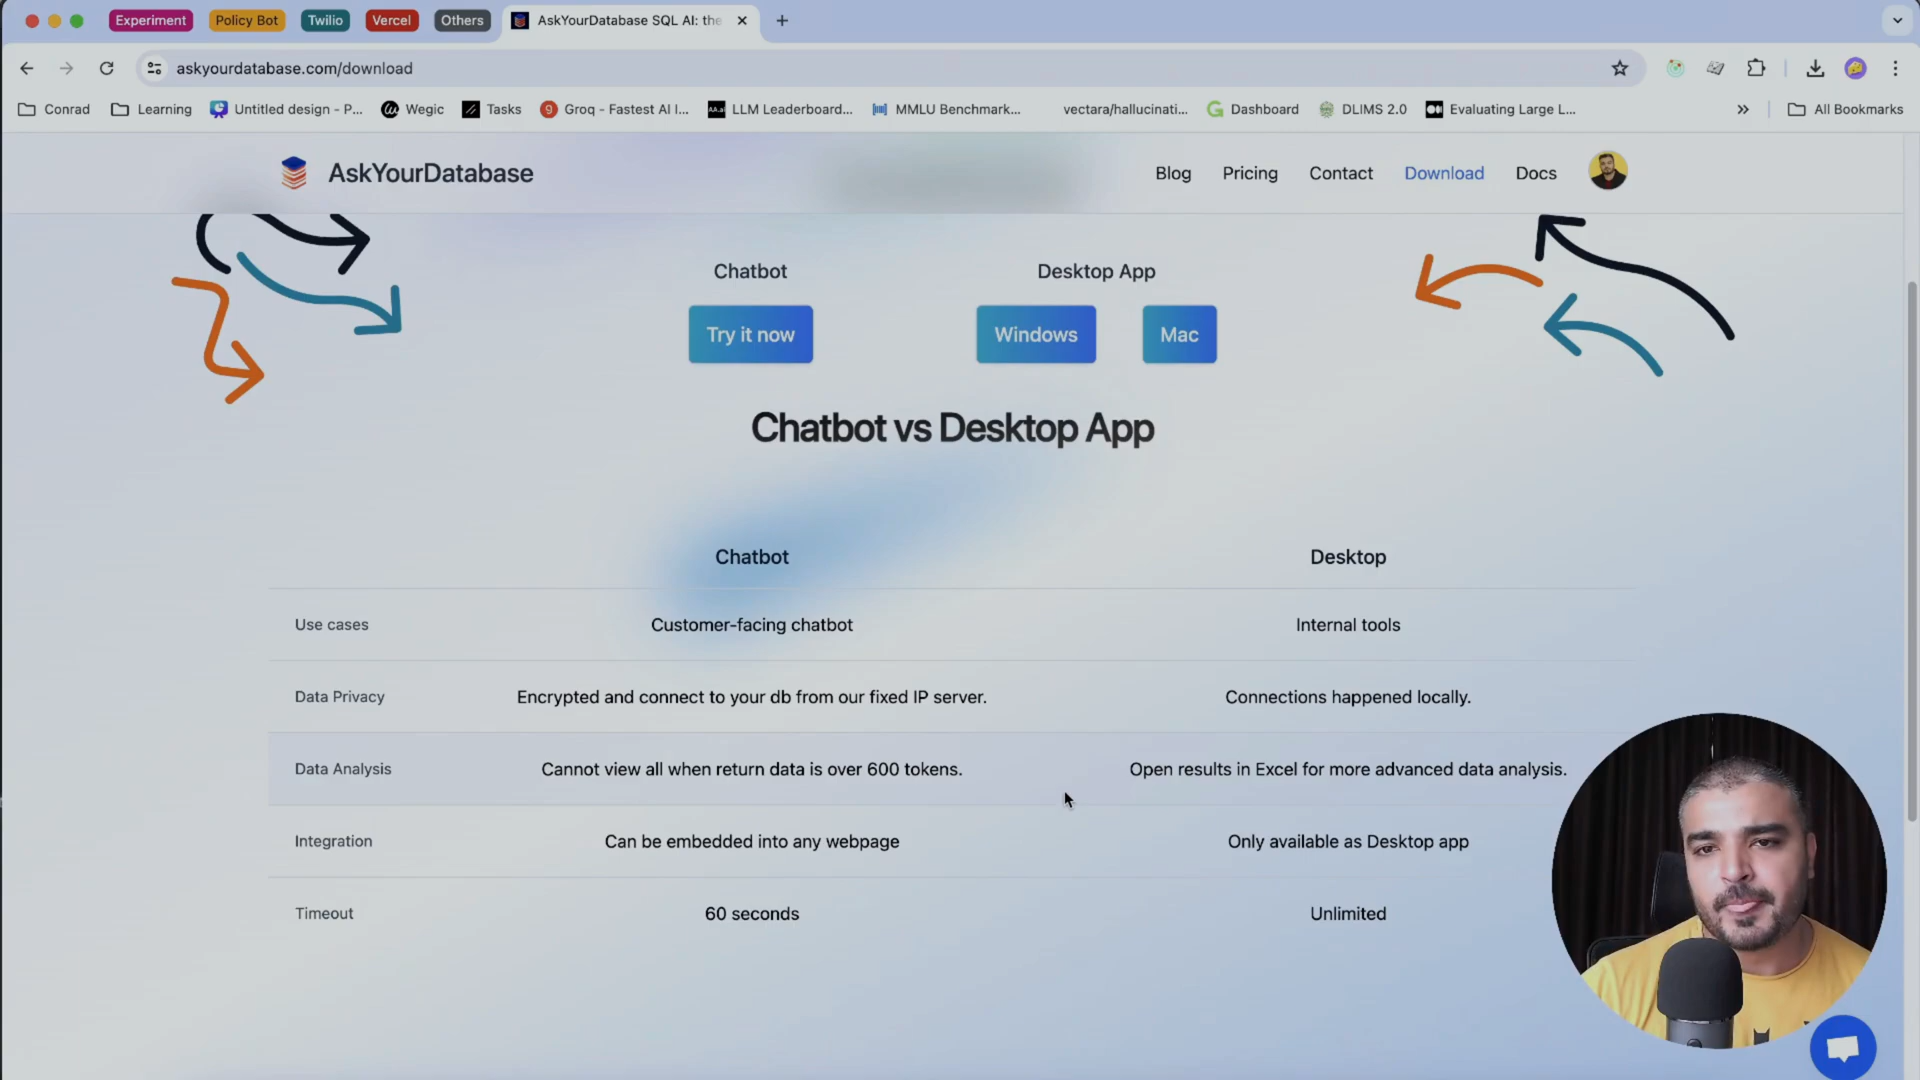 Experiment
Policy Bot
Twilio
Vercel
Others
AskYourDatabase SQL AI: the
askyourdatabase.com/download
Conrad
Learning
Untitled design - P...
Wegic
Tasks
Groq - Fastest AI I...
LLM Leaderboard...
MMLU Benchmark...
vectara/hallucinati...
Dashboard
DLIMS 2.0
Evaluating Large L...
All Bookmarks
AskYourDatabase
Blog
Pricing
Contact
Download
Docs
Chatbot
Desktop App
Try it now
Windows
Mac
Chatbot vs Desktop App
Chatbot
Desktop
Use cases
Customer-facing chatbot
Internal tools
Data Privacy
Encrypted and connect to your db from our fixed IP server.
Connections happened locally.
Data Analysis
Cannot view all when return data is over 600 tokens.
Open results in Excel for more advanced data analysis.
Integration
Can be embedded into any webpage
Only available as Desktop app
Timeout
60 seconds
Unlimited